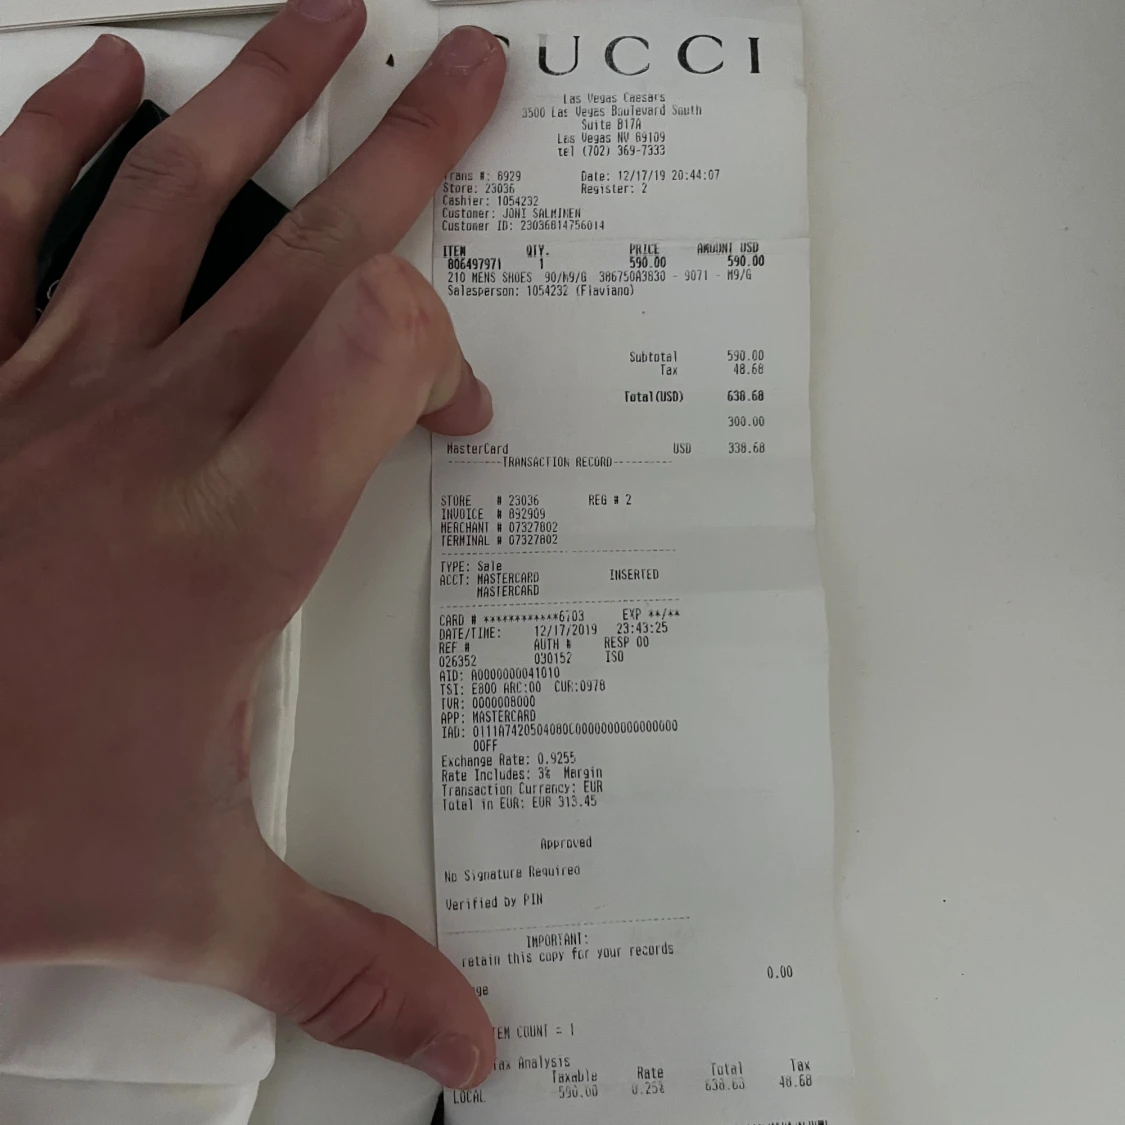 GUCCI
Las Vegas Caesars
3500 Las Vegas Boulevard South
Suite B17A
Las Vegas NV 89109
tel (702) 369-7333
Trans #: 8929 Date: 12/17/19 20:44:07
Store: 23036 Register: 2
Cashier: 1054232
Customer: JONI SALMINEN
Customer ID: 23036814756014
ITEM QTY. PRICE AMOUNT USD
806497971 1 590.00 590.00
210 MENS SHOES 90/M9/G 386750A3830 - 9071 - M9/G
Salesperson: 1054232 (Flaviano)
Subtotal 590.00
Tax 48.68
Total(USD) 638.68
300.00
MasterCard USD 338.68
--------TRANSACTION RECORD---------
STORE # 23036 REG # 2
INVOICE # 892909
MERCHANT # 07327802
TERMINAL # 07327802
TYPE: Sale
ACCT: MASTERCARD INSERTED
MASTERCARD
CARD # ************6703 EXP **/**
DATE/TIME: 12/17/2019 23:43:25
REF # AUTH # RESP 00
026352 030152 ISO
AID: A0000000041010
TSI: E800 ARC:00 CUR:0978
TVR: 0000008000
APP: MASTERCARD
IAD: 0111A7420504080C0000000000000000
00FF
Exchange Rate: 0.9255
Rate Includes: 3% Margin
Transaction Currency: EUR
Total in EUR: EUR 313.45
Approved
No Signature Required
Verified by PIN
IMPORTANT:
retain this copy for your records
0.00
ge
TEM COUNT = 1
Tax Analysis
Taxable Rate Total Tax
LOCAL 590.00 8.25% 638.68 48.68